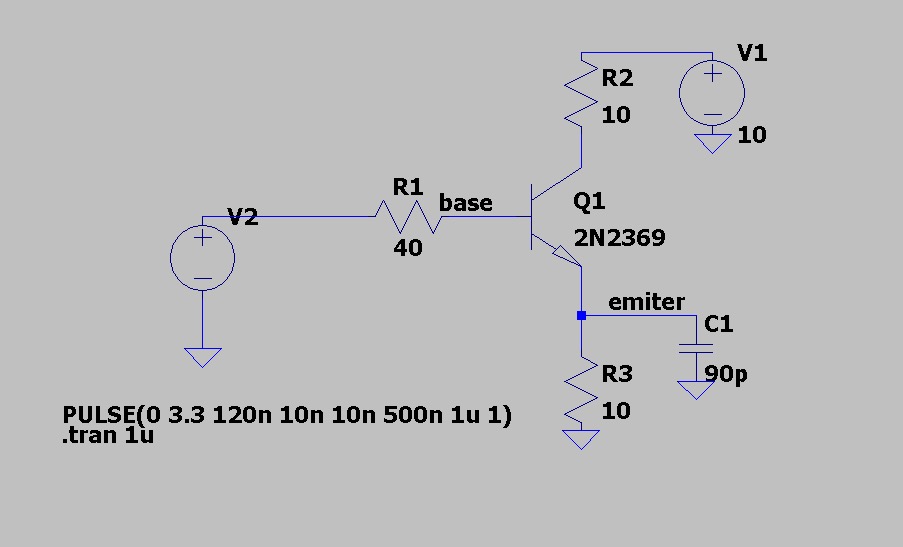 V1
R2
10
10
R1
base
Q1
V2
40
2N2369
emiter
C1
R3
90p
10
PULSE(0 3.3 120n 10n 10n 500n 1u 1)
.tran 1u